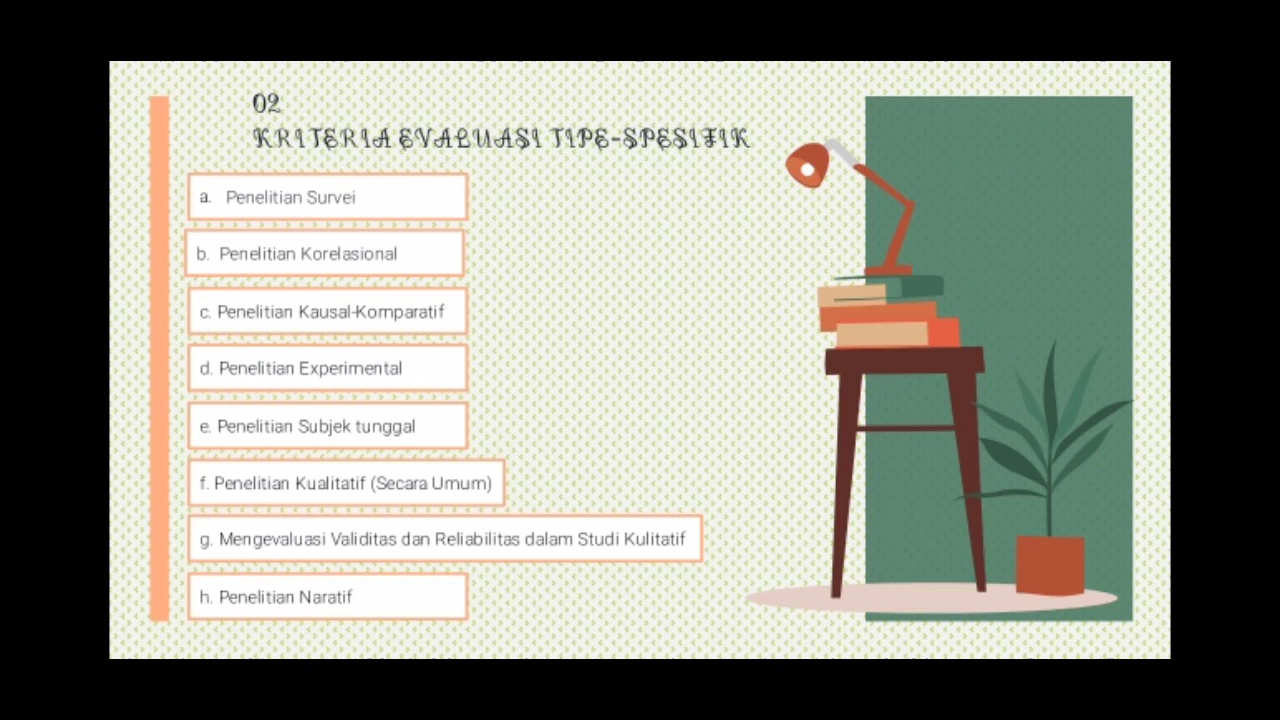 02
KRITERIA EVALUASI TIPE-SPESIFIK
a. Penelitian Survei
b. Penelitian Korelasional
c. Penelitian Kausal-Komparatif
d. Penelitian Experimental
e. Penelitian Subjek tunggal
f. Penelitian Kualitatif (Secara Umum)
g. Mengevaluasi Validitas dan Reliabilitas dalam Studi Kulitatif
h. Penelitian Naratif